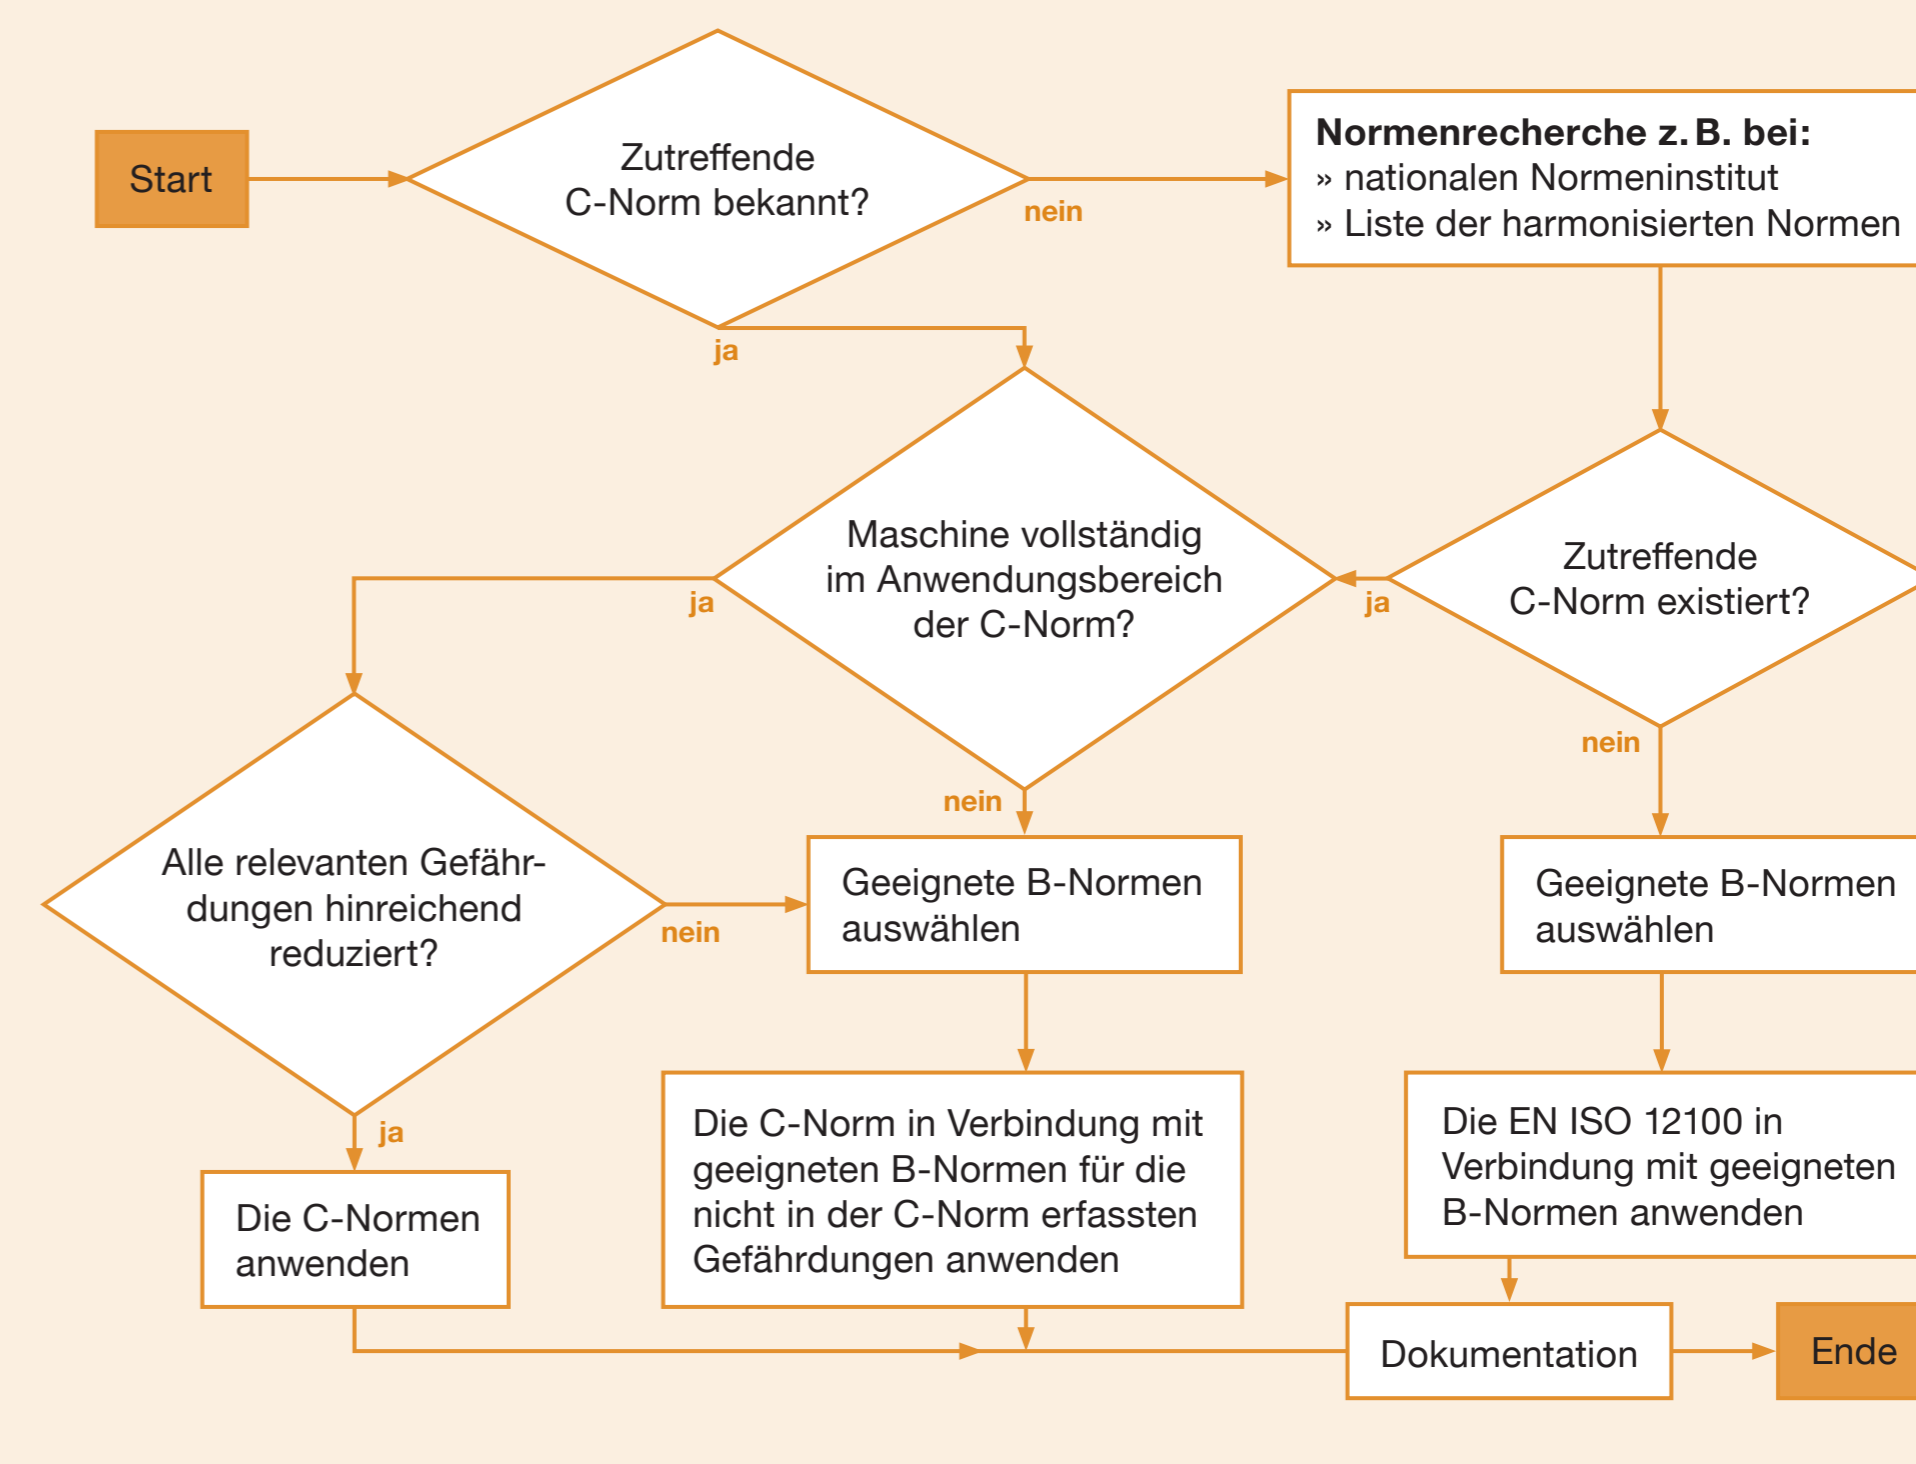 Start
Zutreffende
C-Norm bekannt?
nein
ja
Normenrecherche z. B. bei:
» nationalen Normeninstitut
» Liste der harmonisierten Normen
Maschine vollständig
im Anwendungsbereich
der C-Norm?
ja
nein
Zutreffende
C-Norm existiert?
ja
nein
Alle relevanten Gefähr-
dungen hinreichend
reduziert?
nein
ja
Geeignete B-Normen
auswählen
Geeignete B-Normen
auswählen
Die C-Normen
anwenden
Die C-Norm in Verbindung mit
geeigneten B-Normen für die
nicht in der C-Norm erfassten
Gefährdungen anwenden
Die EN ISO 12100 in
Verbindung mit geeigneten
B-Normen anwenden
Dokumentation
Ende